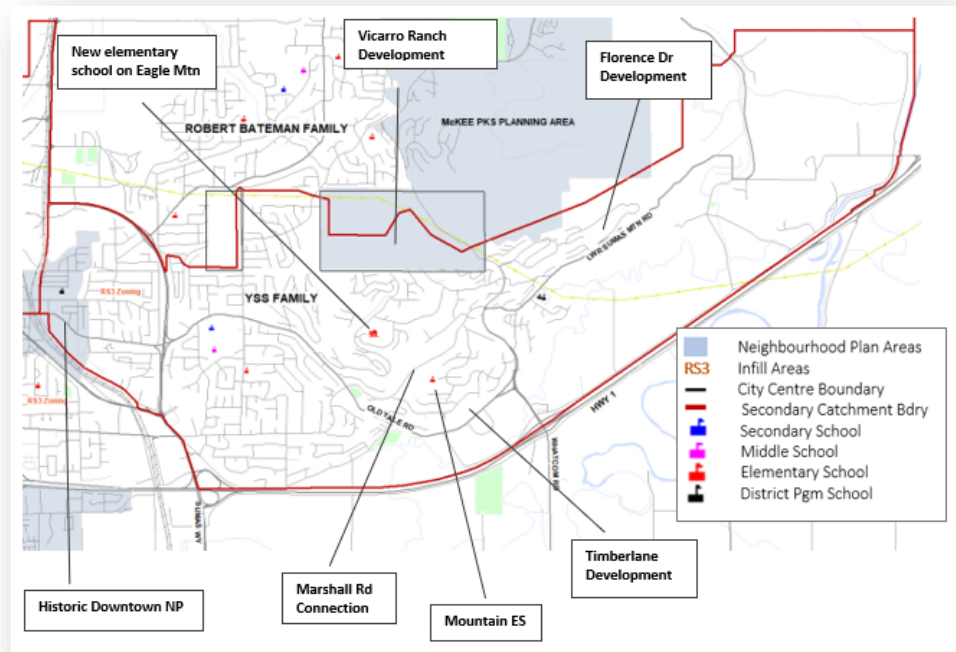 New elementary
school on Eagle Mtn
Vicarro Ranch
Development
Florence Dr
Development
ROBERT BATEMAN FAMILY
McKEE PKS PLANNING AREA
LWR SUMAS MTN RD
RS3-Zoning
YSS FAMILY
RS3-Zoning
OLD YALE RD
HWY 1
WHATCOM RD
SUMAS WY
Neighbourhood Plan Areas
RS3 Infill Areas
City Centre Boundary
Secondary Catchment Bdry
Secondary School
Middle School
Elementary School
District Pgm School
Historic Downtown NP
Marshall Rd
Connection
Mountain ES
Timberlane
Development